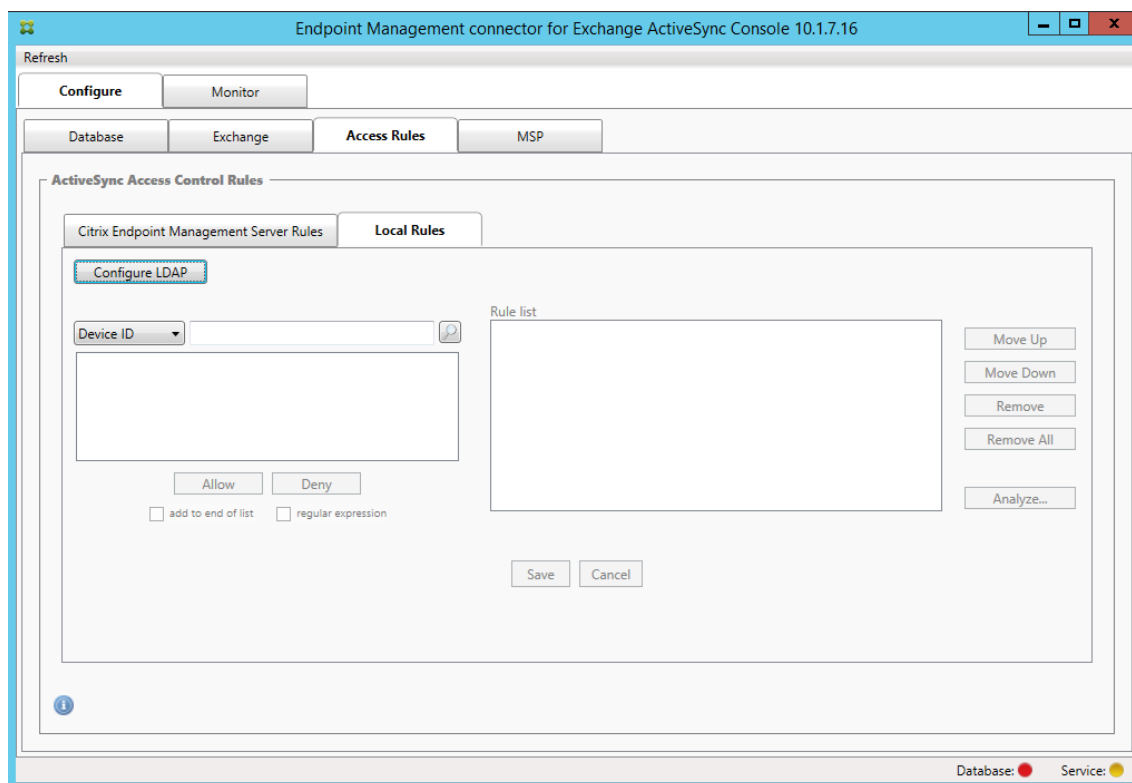 Endpoint Management connector for Exchange ActiveSync Console 10.1.7.16
Refresh
Configure Monitor
Database Exchange Access Rules MSP
ActiveSync Access Control Rules
Citrix Endpoint Management Server Rules Local Rules
Configure LDAP
Rule list
Device ID
Move Up
Move Down
Remove
Remove All
Allow Deny
Analyze...
add to end of list regular expression
Save Cancel
Database: Service: